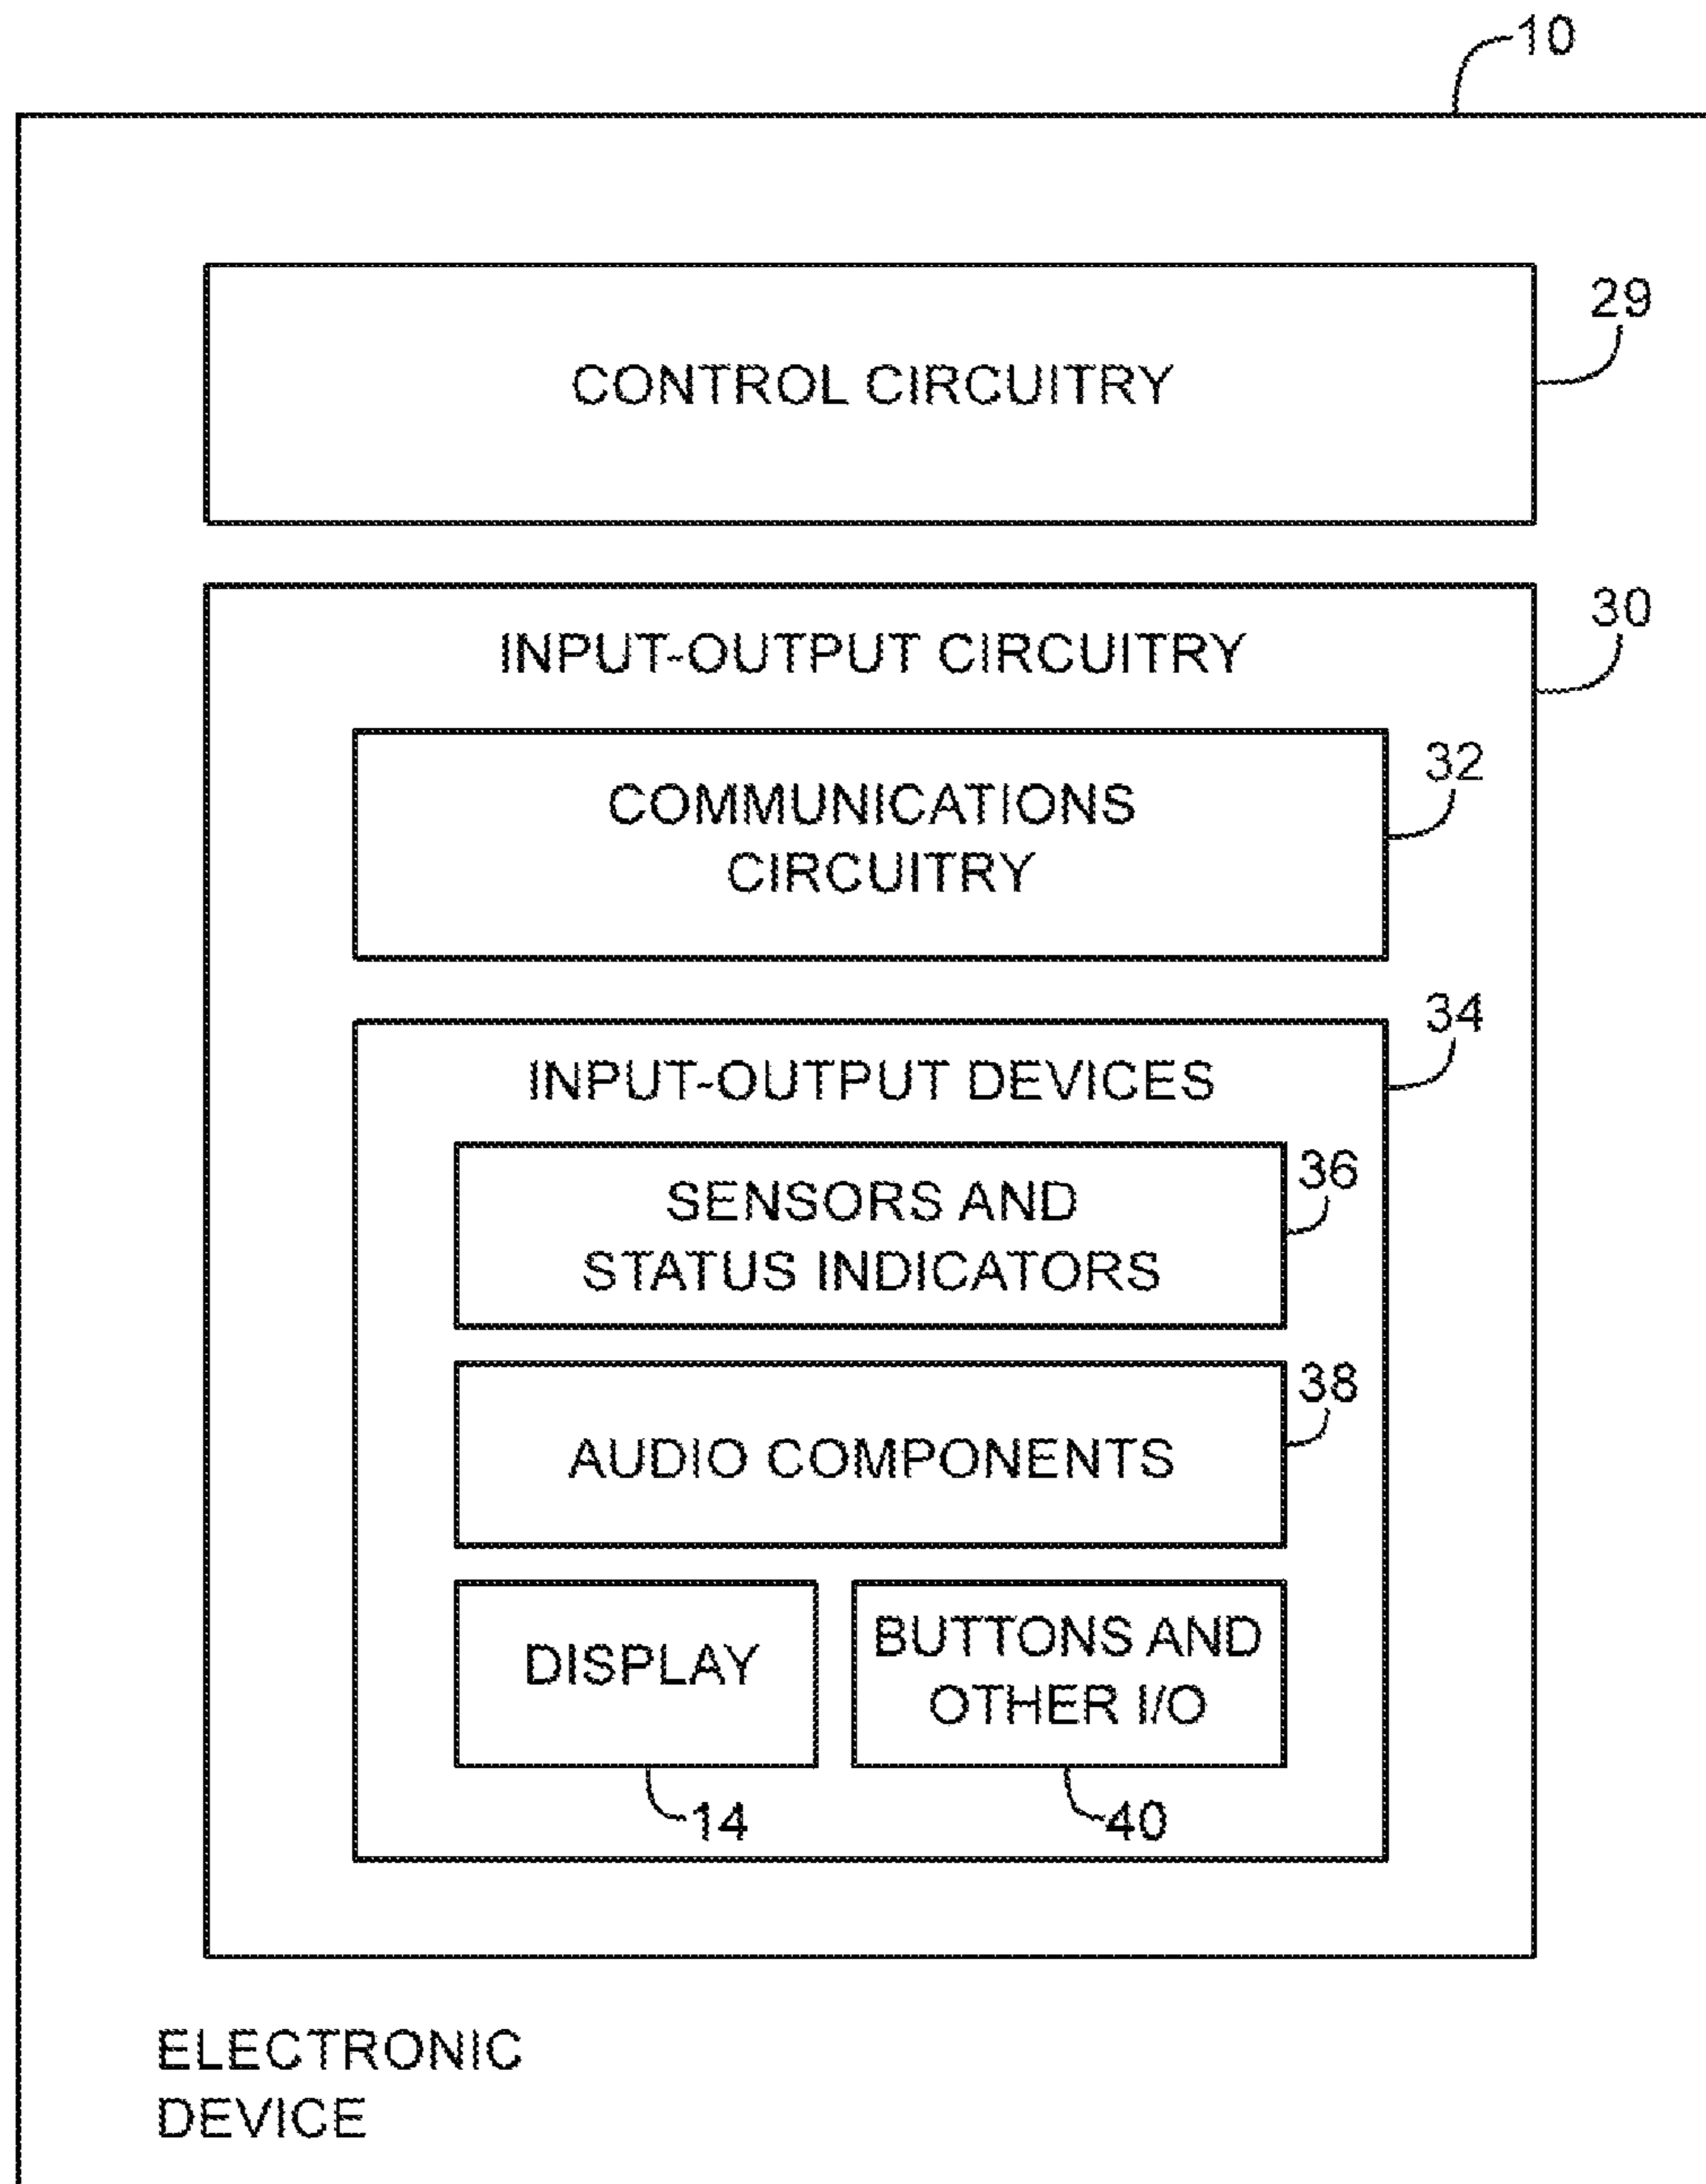 10
CONTROL CIRCUITRY
29
INPUT-OUTPUT CIRCUITRY
30
COMMUNICATIONS
CIRCUITRY
32
INPUT-OUTPUT DEVICES
34
SENSORS AND
STATUS INDICATORS
36
AUDIO COMPONENTS
38
DISPLAY
14
BUTTONS AND
OTHER I/O
40
ELECTRONIC
DEVICE